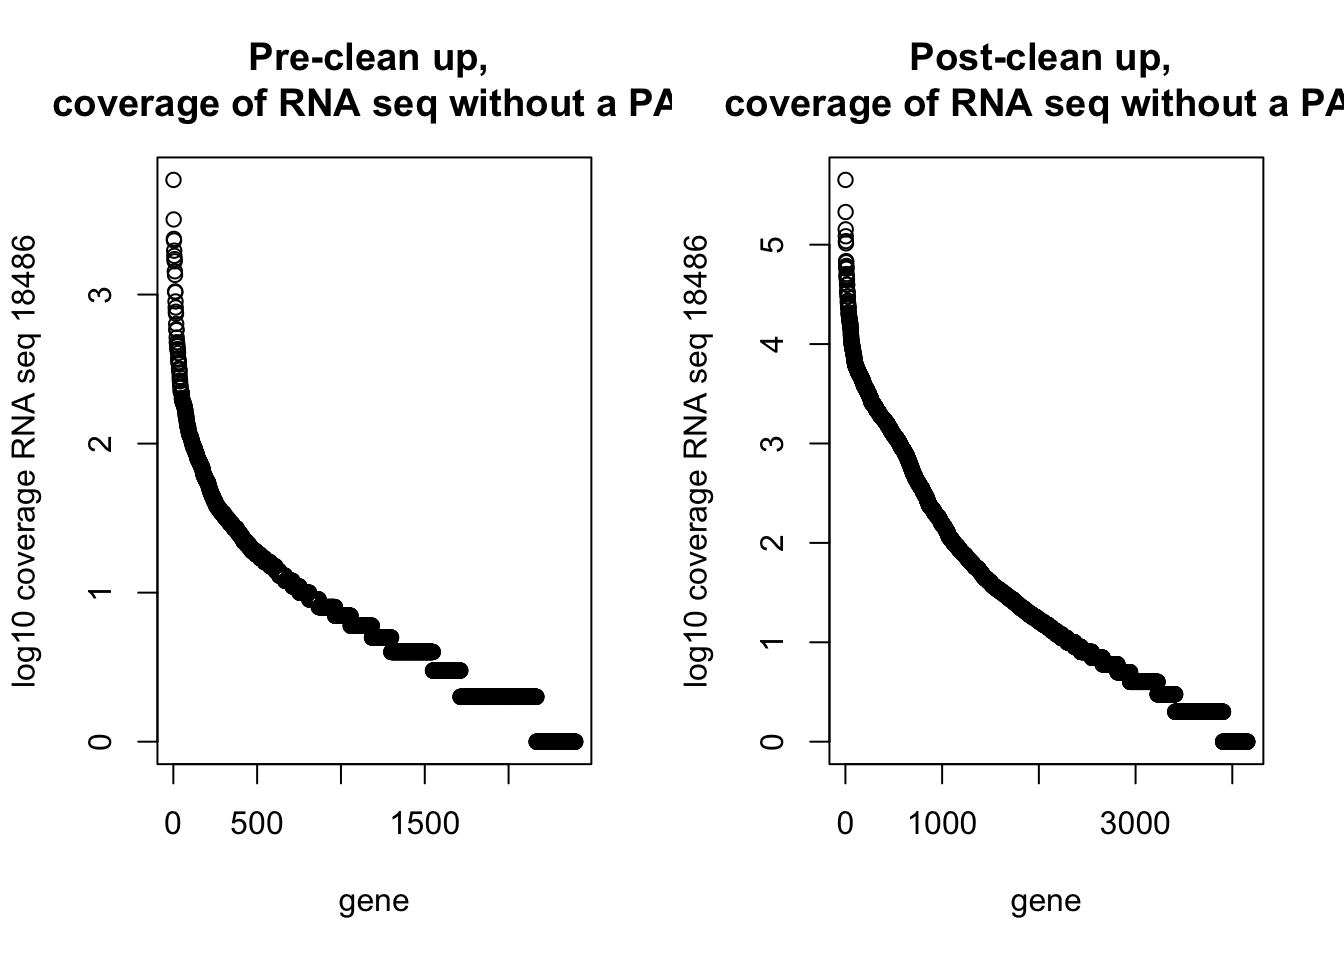 Pre-clean up,
coverage of RNA seq without a PA
log10 coverage RNA seq 18486
3
2
1
0
0 500 1500
gene
Post-clean up,
coverage of RNA seq without a PA
log10 coverage RNA seq 18486
5
4
3
2
1
0
0 1000 3000
gene